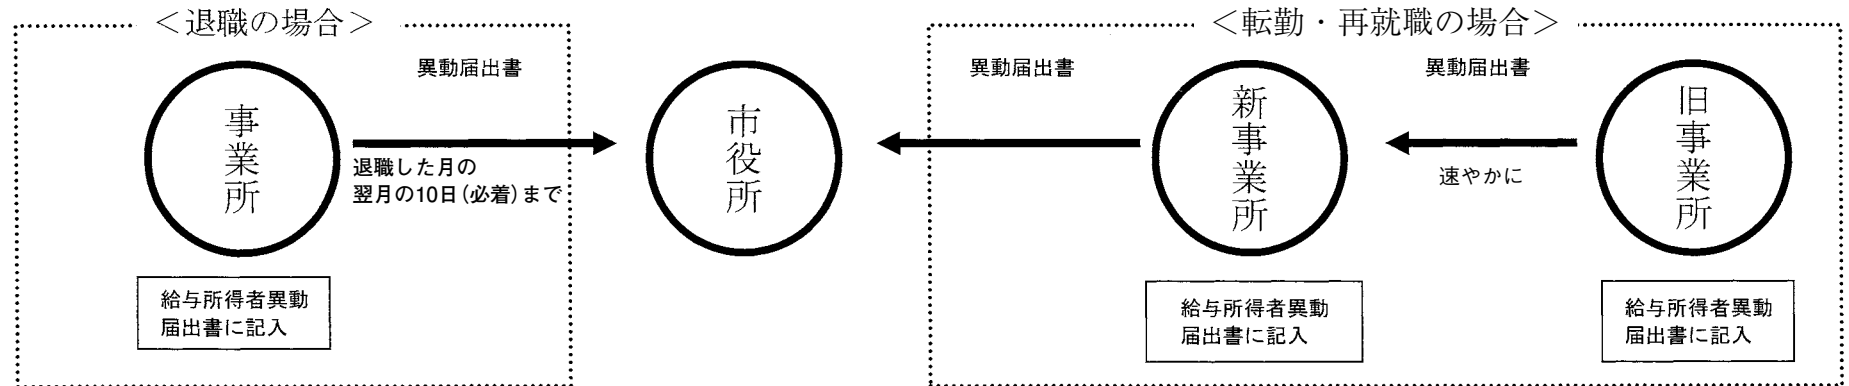 ＜退職の場合＞
異動届出書
事業所
退職した月の
翌月の10日(必着)まで
給与所得者異動
届出書に記入
市役所
＜転勤・再就職の場合＞
異動届出書
新事業所
給与所得者異動
届出書に記入
異動届出書
速やかに
旧事業所
給与所得者異動
届出書に記入